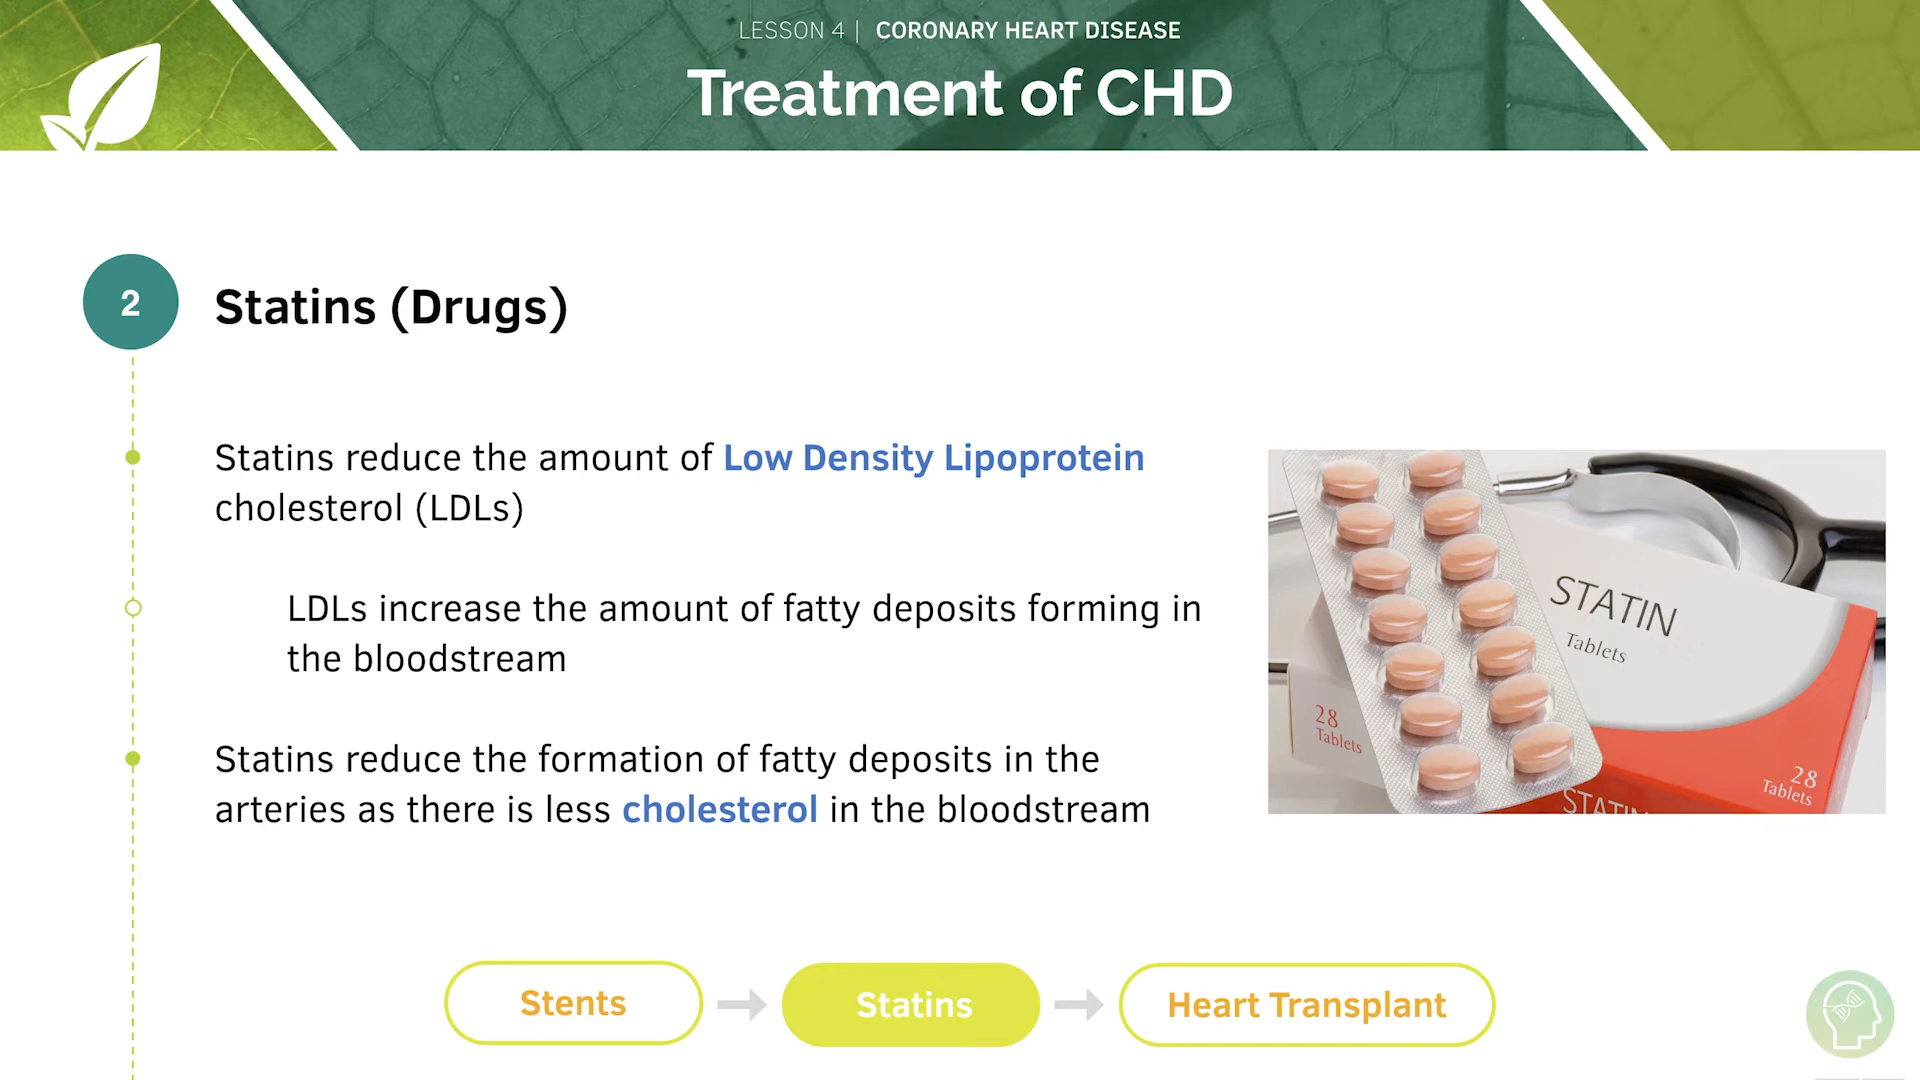 LESSON 4 | CORONARY HEART DISEASE
Treatment of CHD
2
Statins (Drugs)
Statins reduce the amount of Low Density Lipoprotein
cholesterol (LDLs)
LDLs increase the amount of fatty deposits forming in
the bloodstream
Statins reduce the formation of fatty deposits in the
arteries as there is less cholesterol in the bloodstream
STATIN
Tablets
28
Tablets
28
Tablets
STATIN
Stents
Statins
Heart Transplant